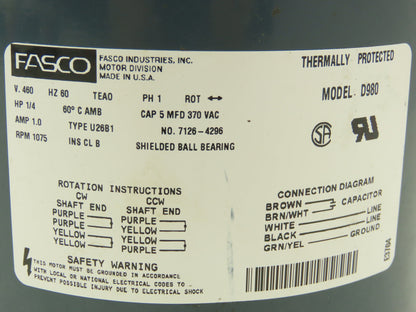 FASCO
FASCO INDUSTRIES, INC.
MOTOR DIVISION
MADE IN U.S.A.
THERMALLY PROTECTED
V. 460 HZ 60 TEAO PH 1 ROT ↔
MODEL D980
HP 1/4 60° C AMB CAP 5 MFD 370 VAC
AMP 1.0 TYPE U26B1 NO. 7126-4296
RPM 1075 INS CL B SHIELDED BALL BEARING
SA
ROTATION INSTRUCTIONS
CW CCW
SHAFT END SHAFT END
PURPLE PURPLE
PURPLE YELLOW
YELLOW PURPLE
YELLOW YELLOW
CONNECTION DIAGRAM
BROWN CAPACITOR
BRN/WHT
WHITE LINE
BLACK LINE
GRN/YEL GROUND
SAFETY WARNING
THIS MOTOR MUST BE GROUNDED IN ACCORDANCE
WITH LOCAL OR NATIONAL ELECTRICAL CODES TO
PREVENT POSSIBLE INJURY DUE TO ELECTRICAL SHOCK
E370A